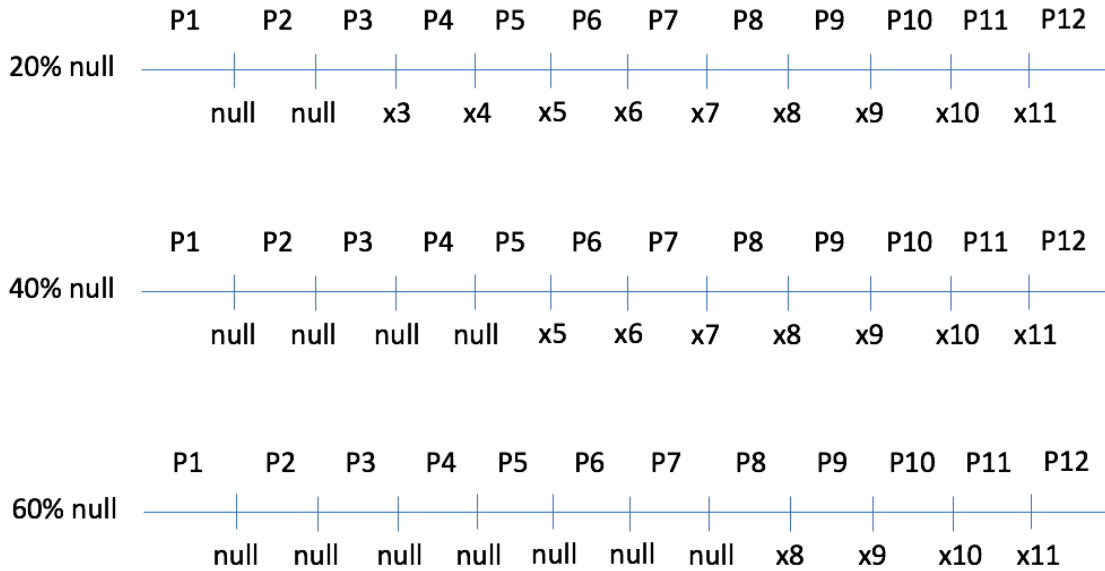 P1 P2 P3 P4 P5 P6 P7 P8 P9 P10 P11 P12
20% null
null null x3 x4 x5 x6 x7 x8 x9 x10 x11
P1 P2 P3 P4 P5 P6 P7 P8 P9 P10 P11 P12
40% null
null null null null x5 x6 x7 x8 x9 x10 x11
P1 P2 P3 P4 P5 P6 P7 P8 P9 P10 P11 P12
60% null
null null null null null null null x8 x9 x10 x11